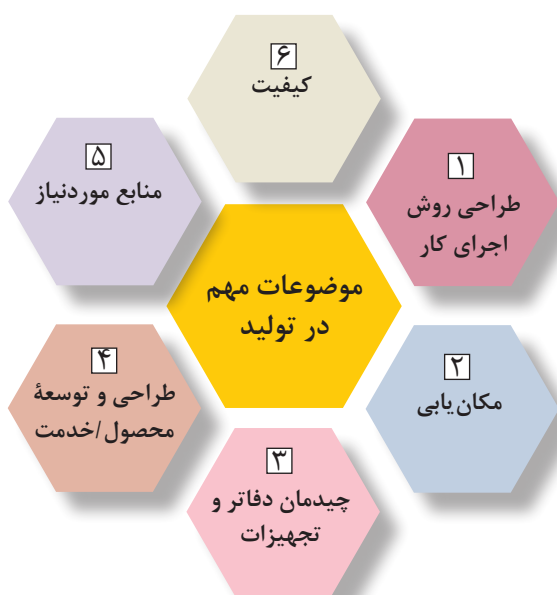 موضوعات مهم
در تولید
۱
طراحی روش
اجرای کار
۲
مکان‌یابی
۳
چیدمان دفاتر و
تجهیزات
۴
طراحی و توسعهٔ
محصول/خدمت
۵
منابع موردنیاز
۶
کیفیت